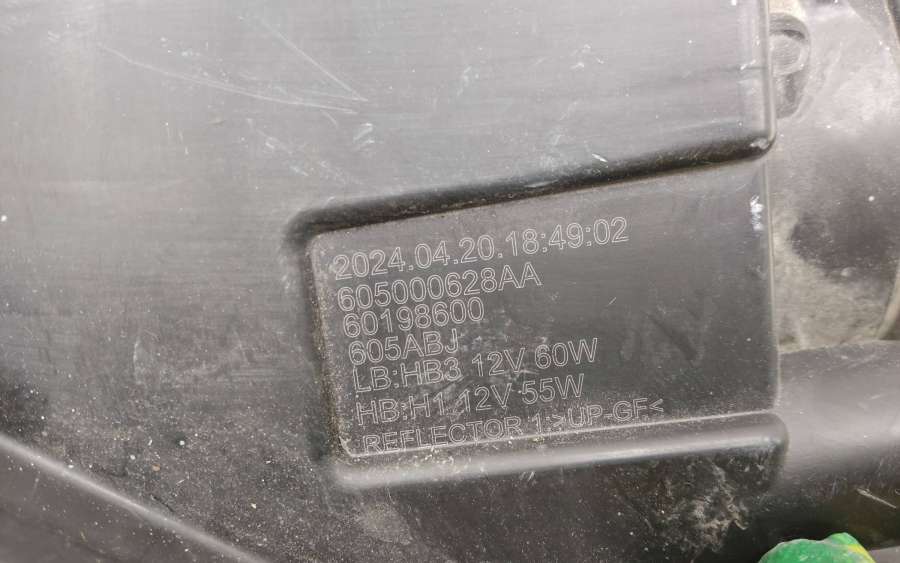 2024.04.20.18:49:02
605000628AA
60198600
605ABJ
LB:HB3 12V 60W
HB:H1 12V 55W
REFLECTOR 1:>UP-GF<